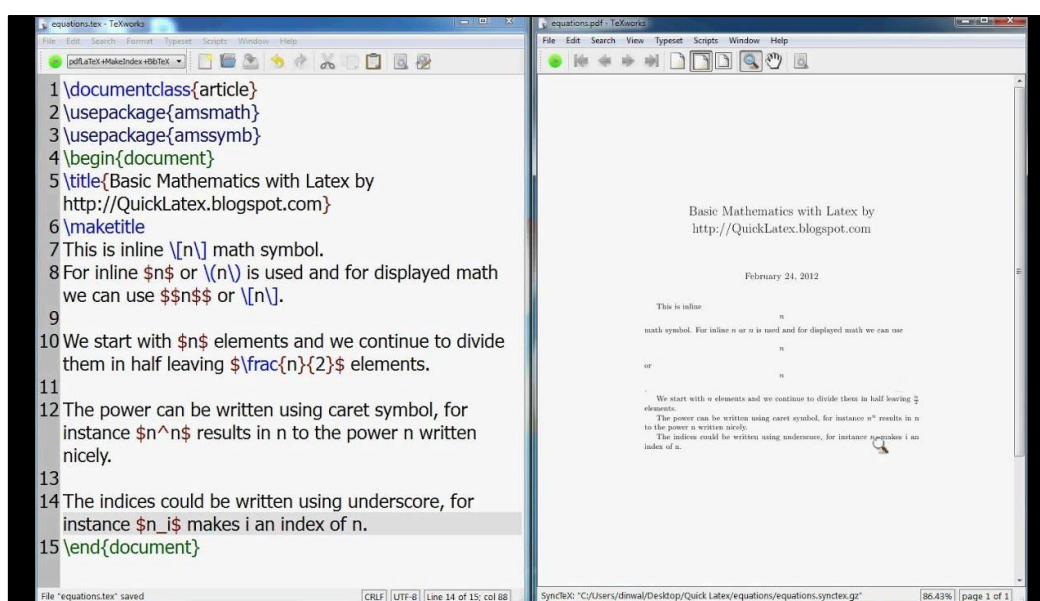 equations.tex - TeXworks
File Edit Search Format Typeset Scripts Window Help
pdfLaTeX+MakeIndex+BibTeX
1 \documentclass{article}
2 \usepackage{amsmath}
3 \usepackage{amssymb}
4 \begin{document}
5 \title{Basic Mathematics with Latex by
http://QuickLatex.blogspot.com}
6 \maketitle
7 This is inline \[n\] math symbol.
8 For inline $n$ or \(n\) is used and for displayed math
we can use $$n$$ or \[n\].
9
10 We start with $n$ elements and we continue to divide
them in half leaving $\frac{n}{2}$ elements.
11
12 The power can be written using caret symbol, for
instance $n^n$ results in n to the power n written
nicely.
13
14 The indices could be written using underscore, for
instance $n_i$ makes i an index of n.
15 \end{document}
File "equations.tex" saved
CRLF UTF-8 Line 14 of 15; col 88
equations.pdf - TeXworks
File Edit Search View Typeset Scripts Window Help
Basic Mathematics with Latex by
http://QuickLatex.blogspot.com
February 24, 2012
This is inline
n
math symbol. For inline n or n is used and for displayed math we can use
n
or
n
.
We start with n elements and we continue to divide them in half leaving n/2
elements.
The power can be written using caret symbol, for instance nⁿ results in n
to the power n written nicely.
The indices could be written using underscore, for instance makes i an
index of n.
SyncTeX: "C:/Users/dinwal/Desktop/Quick Latex/equations/equations.synctex.gz"
86.43% page 1 of 1